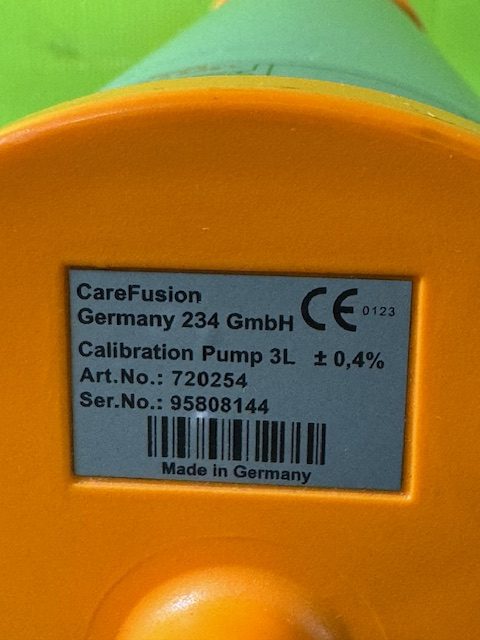 CareFusion
Germany 234 GmbH CE 0123
Calibration Pump 3L ± 0,4%
Art.No.: 720254
Ser.No.: 95808144
Made in Germany